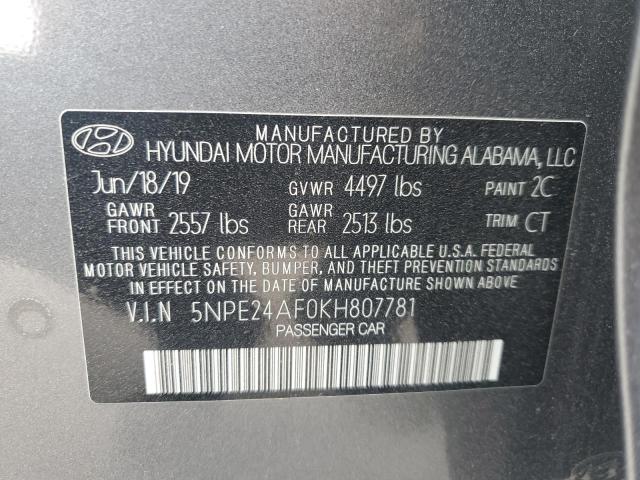 MANUFACTURED BY
HYUNDAI MOTOR MANUFACTURING ALABAMA, LLC
Jun/18/19 GVWR 4497 lbs PAINT 2C
GAWR FRONT 2557 lbs GAWR REAR 2513 lbs TRIM CT
THIS VEHICLE CONFORMS TO ALL APPLICABLE U.S.A. FEDERAL
MOTOR VEHICLE SAFETY, BUMPER, AND THEFT PREVENTION STANDARDS
IN EFFECT ON THE DATE OF MANUFACTURE SHOWN ABOVE
V.I.N 5NPE24AF0KH807781
PASSENGER CAR